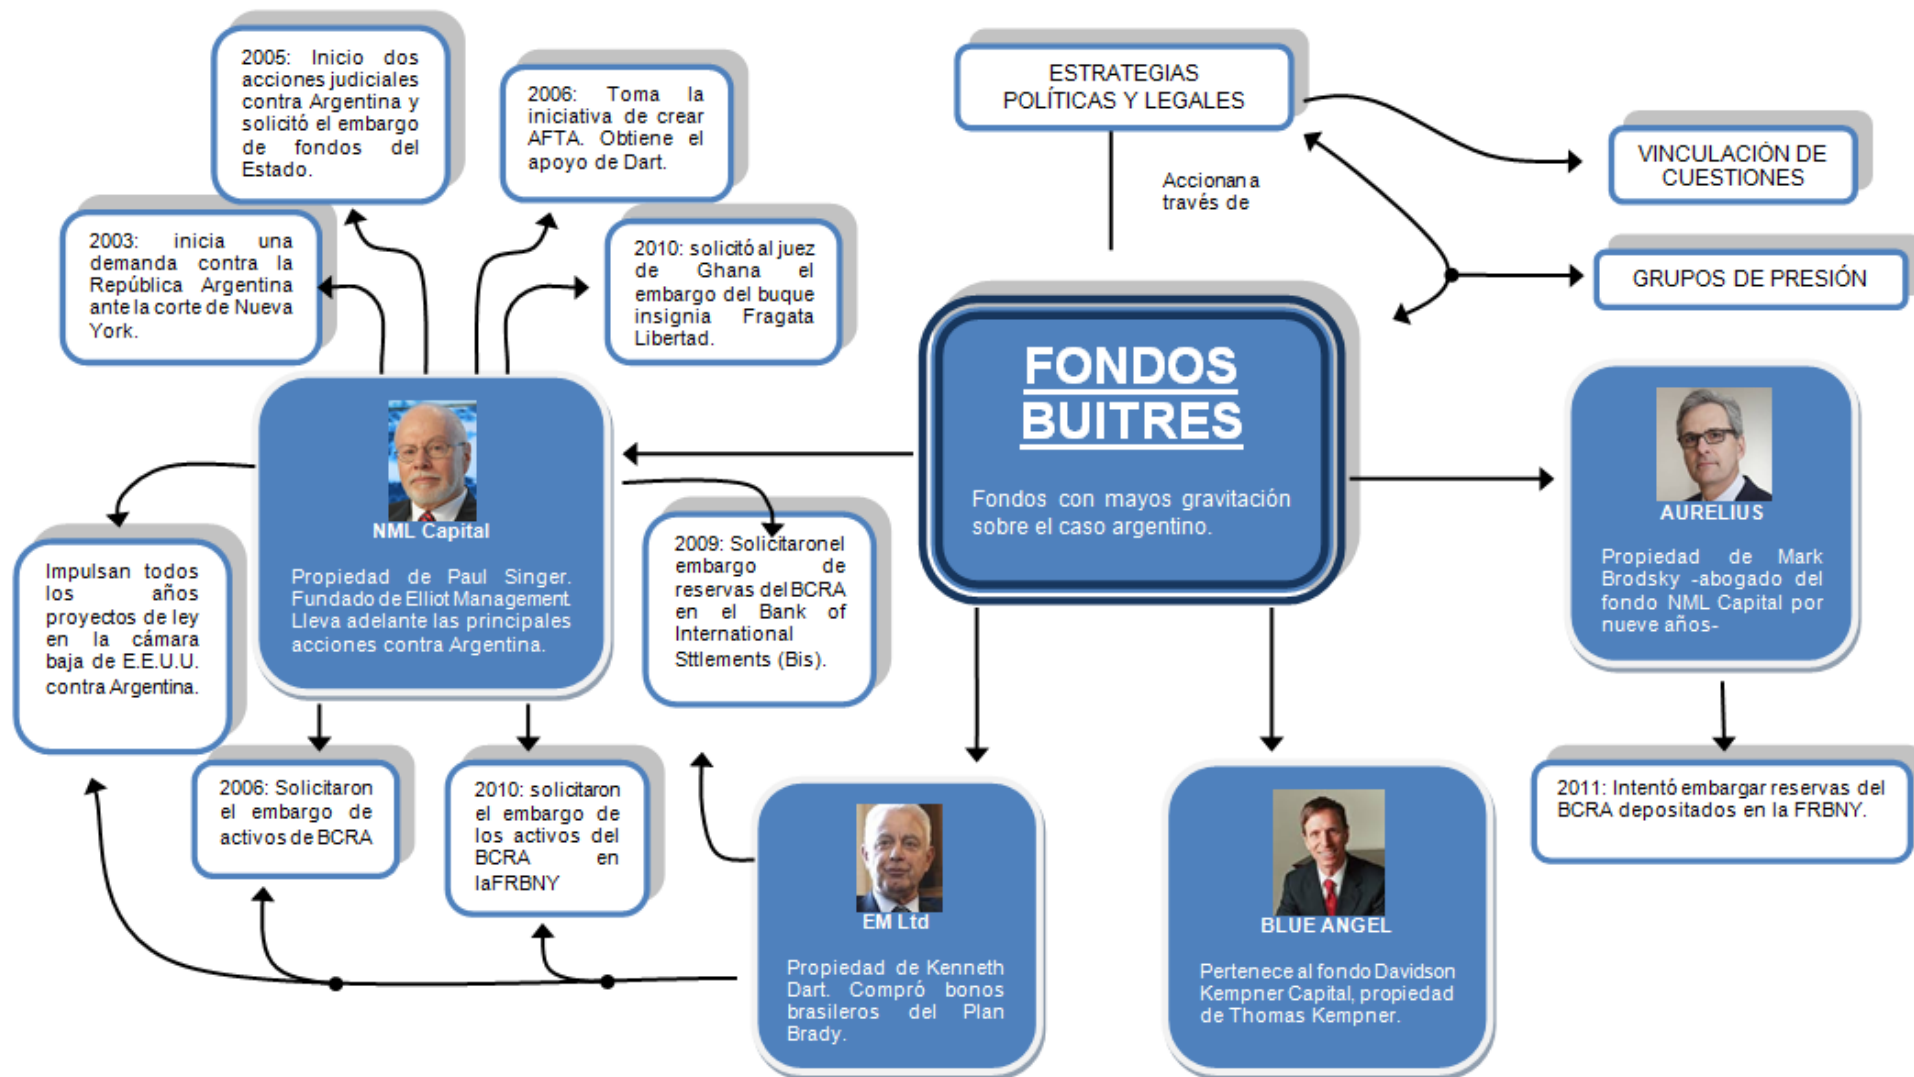 2005: Inicio dos
acciones judiciales
contra Argentina y
solicitó el embargo
de fondos del
Estado.
2006: Toma la
iniciativa de crear
AFTA. Obtiene el
apoyo de Dart.
2003: inicia una
demanda contra la
República Argentina
ante la corte de Nueva
York.
2010: solicitó al juez
de Ghana el
embargo del buque
insignia Fragata
Libertad.
ESTRATEGIAS
POLÍTICAS Y LEGALES
Accionan a
través de
VINCULACIÓN DE
CUESTIONES
GRUPOS DE PRESIÓN
FONDOS
BUITRES
Fondos con mayos gravitación
sobre el caso argentino.
NML Capital
Propiedad de Paul Singer.
Fundado de Elliot Management.
Lleva adelante las principales
acciones contra Argentina.
AURELIUS
Propiedad de Mark
Brodsky -abogado del
fondo NML Capital por
nueve años-
Impulsan todos
los años
proyectos de ley
en la cámara
baja de E.E.U.U.
contra Argentina.
2009: Solicitaronel
embargo de
reservas del BCRA
en el Bank of
International
Sttlements (Bis).
2006: Solicitaron
el embargo de
activos de BCRA
2010: solicitaron
el embargo de
los activos del
BCRA en
laFRBNY
EM Ltd
Propiedad de Kenneth
Dart. Compró bonos
brasileros del Plan
Brady.
BLUE ANGEL
Pertenece al fondo Davidson
Kempner Capital, propiedad
de Thomas Kempner.
2011: Intentó embargar reservas del
BCRA depositados en la FRBNY.